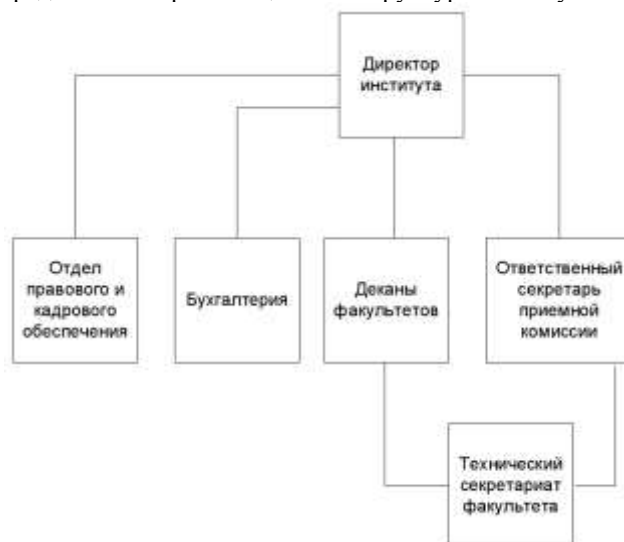 Директор
института
Отдел
правового и
кадрового
обеспечения
Бухгалтерия
Деканы
факультетов
Ответственный
секретарь
приемной
комиссии
Технический
секретариат
факультета